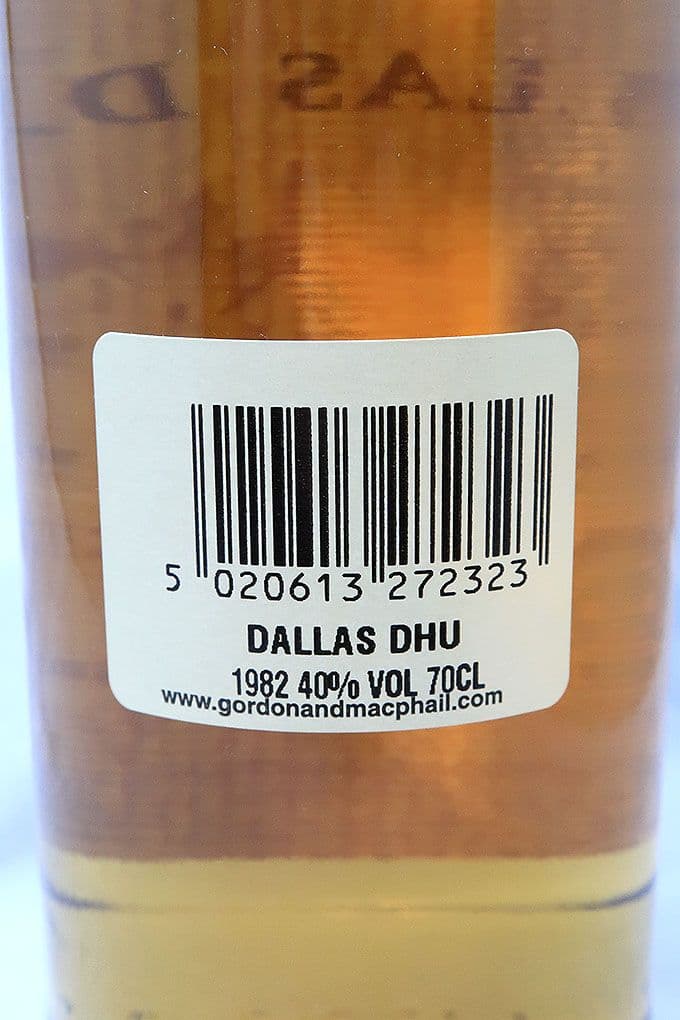 5 020613 272323
DALLAS DHU
1982 40% VOL 70CL
www.gordonandmacphail.com